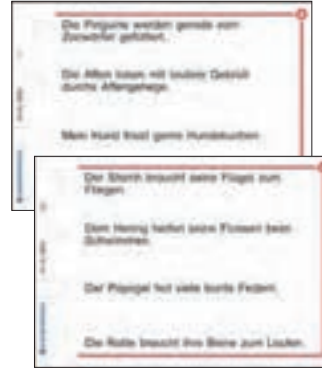 Die Pinguine werden gerade vom
Zoowärter gefüttert.
Die Affen toben mit lautem Gebrüll
durchs Affengehege.
Mein Hund frisst gerne Hundekuchen.
Der Storch braucht seine Flügel zum
Fliegen.
Dem Hering helfen seine Flossen beim
Schwimmen.
Der Papagei hat viele bunte Federn.
Die Robbe braucht ihre Beine zum Laufen.